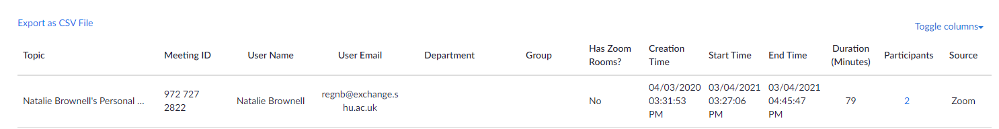 Export as CSV File
Toggle columns
Topic Meeting ID User Name User Email Department Group Has Zoom Rooms? Creation Time Start Time End Time Duration (Minutes) Participants Source
Natalie Brownell's Personal ... 972 727 2822 Natalie Brownell regnb@exchange.shu.ac.uk No 04/03/2020 03:31:53 PM 03/04/2021 03:27:06 PM 03/04/2021 04:45:47 PM 79 2 Zoom